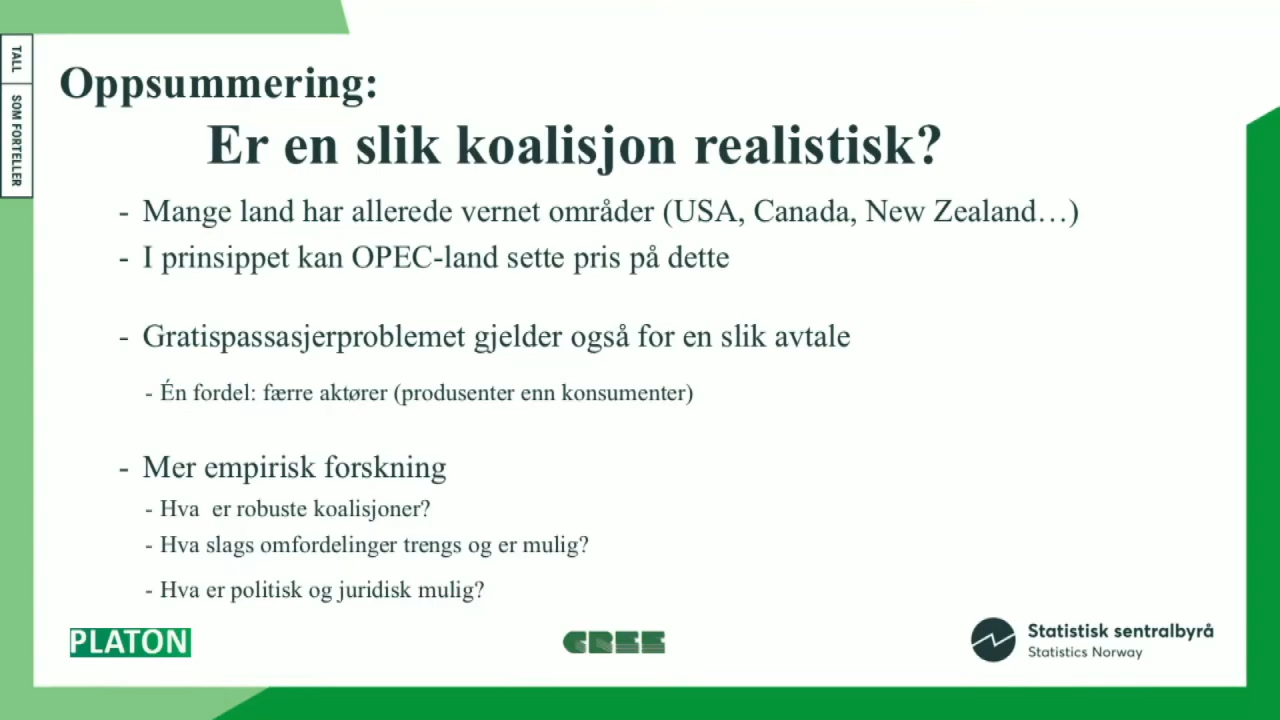 TALL
SOM FORTELLER
Oppsummering:
Er en slik koalisjon realistisk?
- Mange land har allerede vernet områder (USA, Canada, New Zealand…)
- I prinsippet kan OPEC-land sette pris på dette
- Gratispassasjerproblemet gjelder også for en slik avtale
- Én fordel: færre aktører (produsenter enn konsumenter)
- Mer empirisk forskning
- Hva  er robuste koalisjoner?
- Hva slags omfordelinger trengs og er mulig?
- Hva er politisk og juridisk mulig?
PLATON
CREE
Statistisk sentralbyrå
Statistics Norway